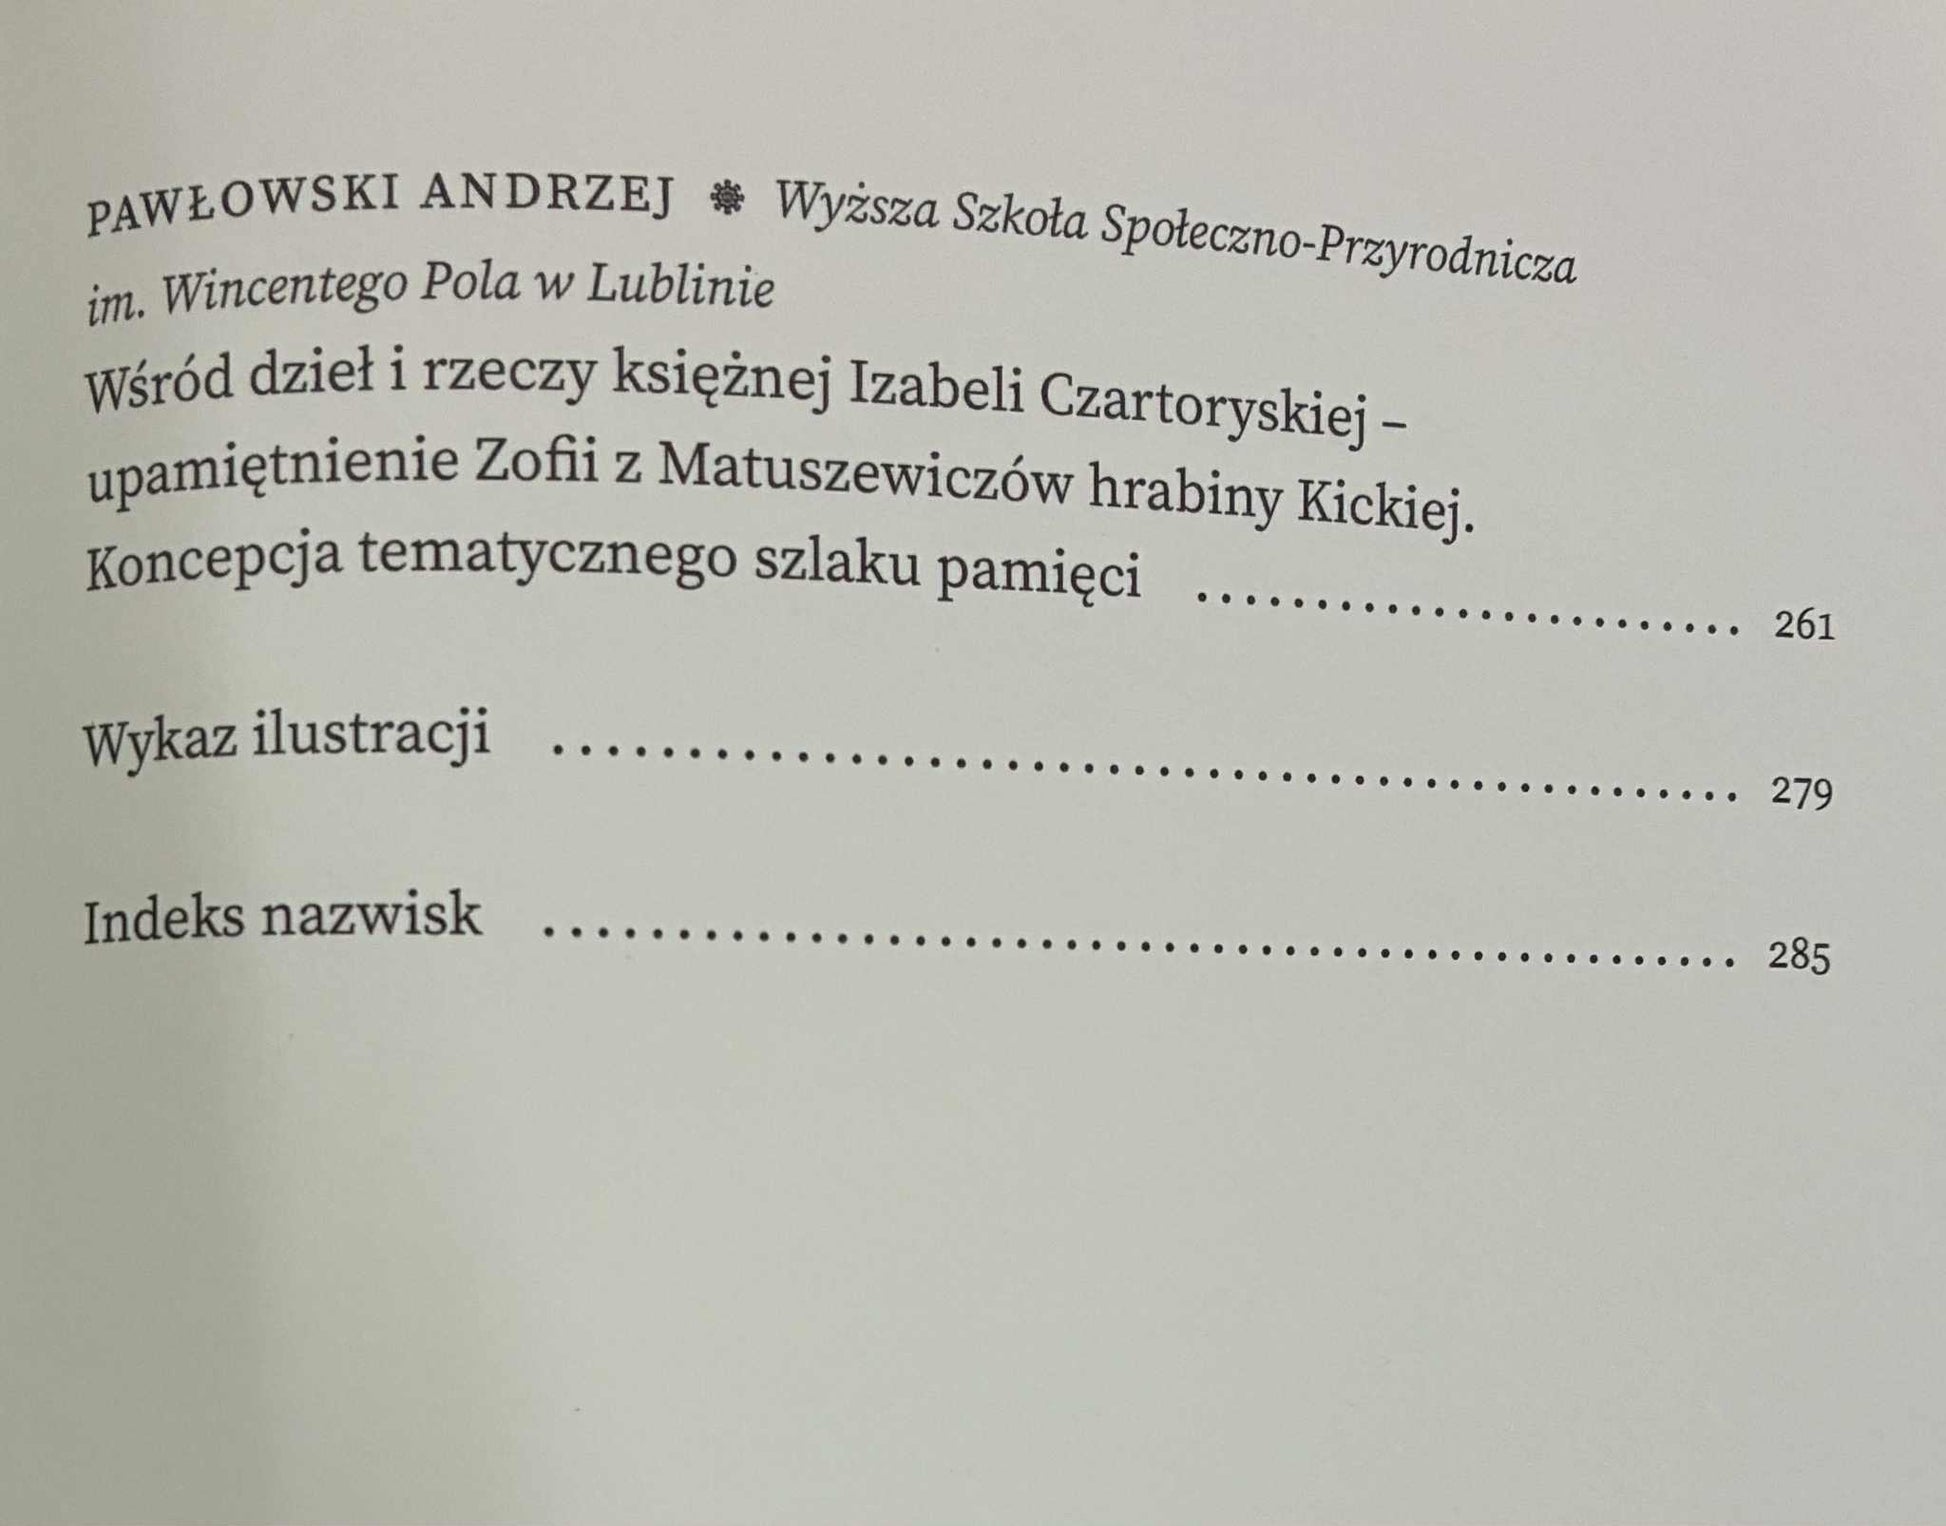 PAWŁOWSKI ANDRZEJ ❋ Wyższa Szkoła Społeczno-Przyrodnicza
im. Wincentego Pola w Lublinie
Wśród dzieł i rzeczy księżnej Izabeli Czartoryskiej –
upamiętnienie Zofii z Matuszewiczów hrabiny Kickiej.
Koncepcja tematycznego szlaku pamięci ........................ 261
Wykaz ilustracji ................................................ 279
Indeks nazwisk ................................................ 285